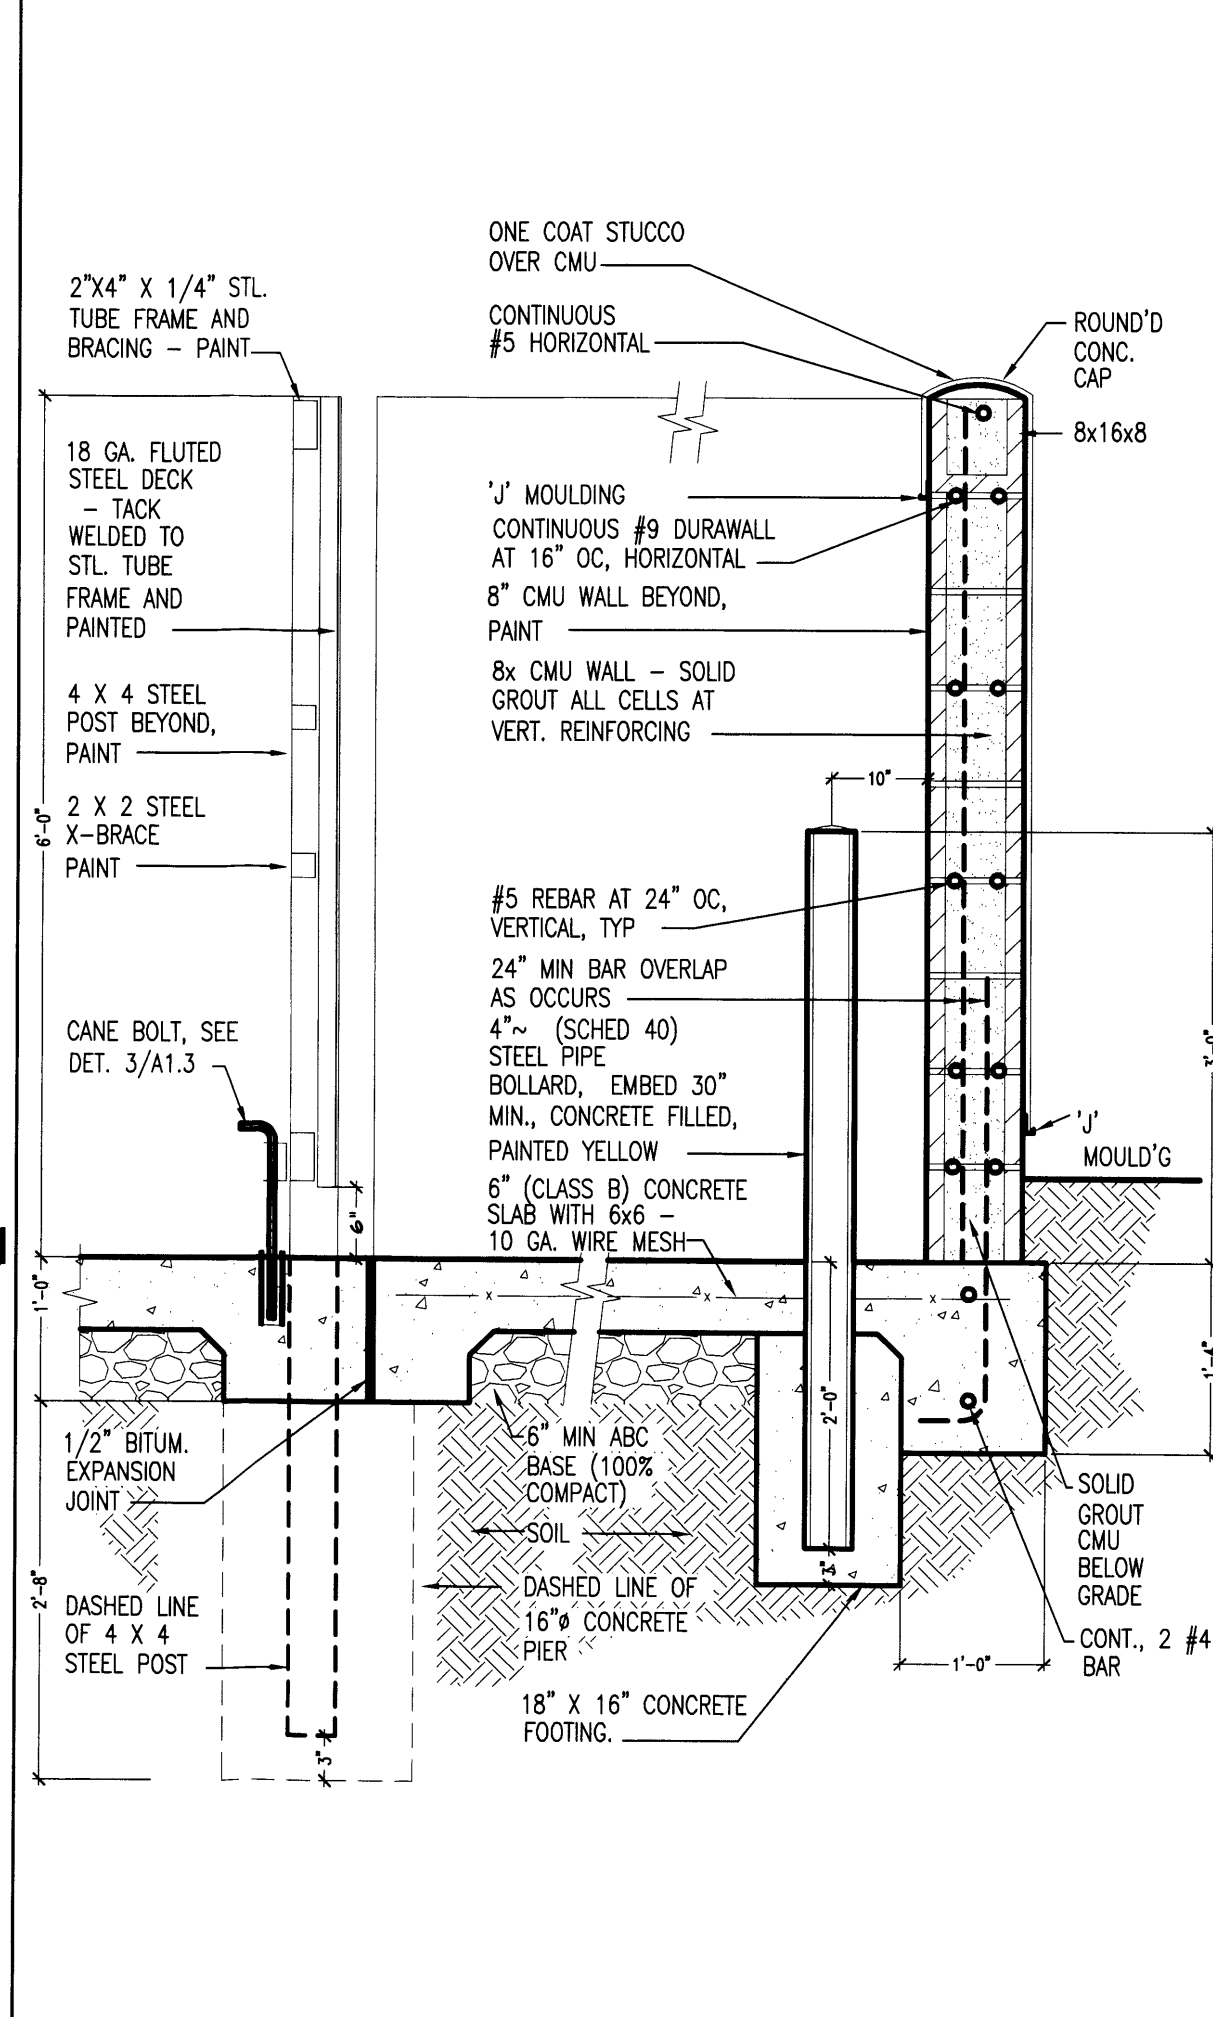 ONE COAT STUCCO
OVER CMU
2"X4" X 1/4" STL.
TUBE FRAME AND
BRACING - PAINT
CONTINUOUS
#5 HORIZONTAL
ROUND'D
CONC.
CAP
8x16x8
18 GA. FLUTED
STEEL DECK
- TACK
WELDED TO
STL. TUBE
FRAME AND
PAINTED
'J' MOULDING
CONTINUOUS #9 DURAWALL
AT 16" OC, HORIZONTAL
8" CMU WALL BEYOND,
PAINT
8x CMU WALL - SOLID
GROUT ALL CELLS AT
VERT. REINFORCING
4 X 4 STEEL
POST BEYOND,
PAINT
10"
2 X 2 STEEL
X-BRACE
PAINT
6'-0"
#5 REBAR AT 24" OC,
VERTICAL, TYP
24" MIN BAR OVERLAP
AS OCCURS
4"~ (SCHED 40)
STEEL PIPE
BOLLARD, EMBED 30"
MIN., CONCRETE FILLED,
PAINTED YELLOW
CANE BOLT, SEE
DET. 3/A1.3
3'-0"
'J'
MOULD'G
6" (CLASS B) CONCRETE
SLAB WITH 6x6 -
10 GA. WIRE MESH
6"
1'-0"
x
x
x
1'-4"
2'-0"
1/2" BITUM.
EXPANSION
JOINT
6" MIN ABC
BASE (100%
COMPACT)
SOIL
SOLID
GROUT
CMU
BELOW
GRADE
3"
2'-8"
DASHED LINE
OF 4 X 4
STEEL POST
DASHED LINE OF
16"ø CONCRETE
PIER
CONT., 2 #4
BAR
1'-0"
18" X 16" CONCRETE
FOOTING.
3"